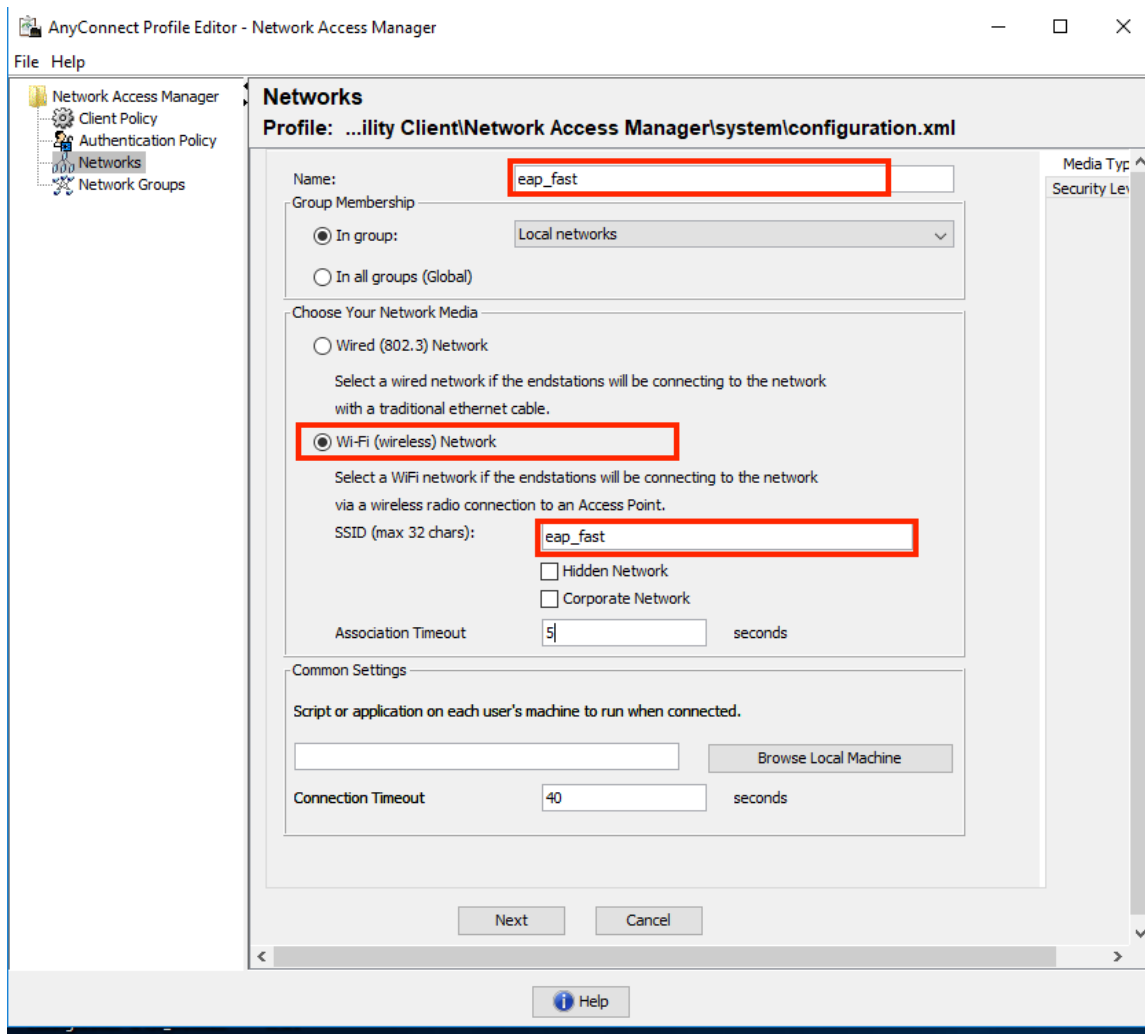 AnyConnect Profile Editor - Network Access Manager
File Help
Network Access Manager
Client Policy
Authentication Policy
Networks
Network Groups
Networks
Profile: ...ility Client\Network Access Manager\system\configuration.xml
Name:
eap_fast
Group Membership
In group:
Local networks
In all groups (Global)
Choose Your Network Media
Wired (802.3) Network
Select a wired network if the endstations will be connecting to the network
with a traditional ethernet cable.
Wi-Fi (wireless) Network
Select a WiFi network if the endstations will be connecting to the network
via a wireless radio connection to an Access Point.
SSID (max 32 chars):
eap_fast
Hidden Network
Corporate Network
Association Timeout
5
seconds
Common Settings
Script or application on each user's machine to run when connected.
Browse Local Machine
Connection Timeout
40
seconds
Media Typ
Security Lev
Next
Cancel
Help